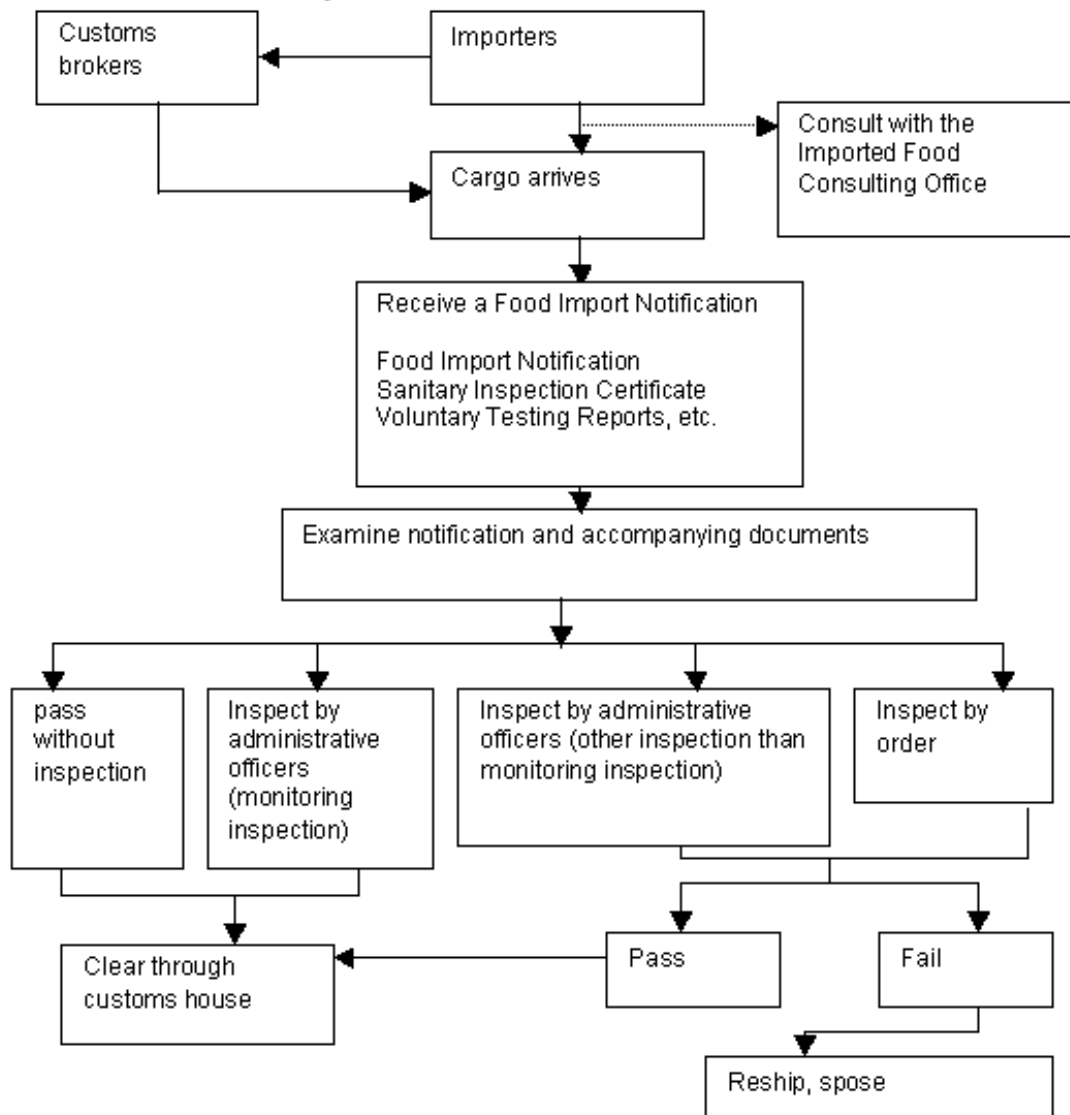 Customs
brokers
Importers
Consult with the
Imported Food
Consulting Office
Cargo arrives
Receive a Food Import Notification
Food Import Notification
Sanitary Inspection Certificate
Voluntary Testing Reports, etc.
Examine notification and accompanying documents
pass
without
inspection
Inspect by
administrative
officers
(monitoring
inspection)
Inspect by administrative
officers (other inspection than
monitoring inspection)
Inspect by
order
Clear through
customs house
Pass
Fail
Reship, spose